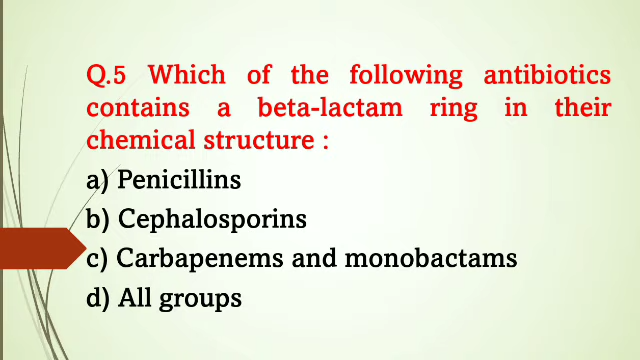 Q.5 Which of the following antibiotics
contains a beta-lactam ring in their
chemical structure :
a) Penicillins
b) Cephalosporins
c) Carbapenems and monobactams
d) All groups